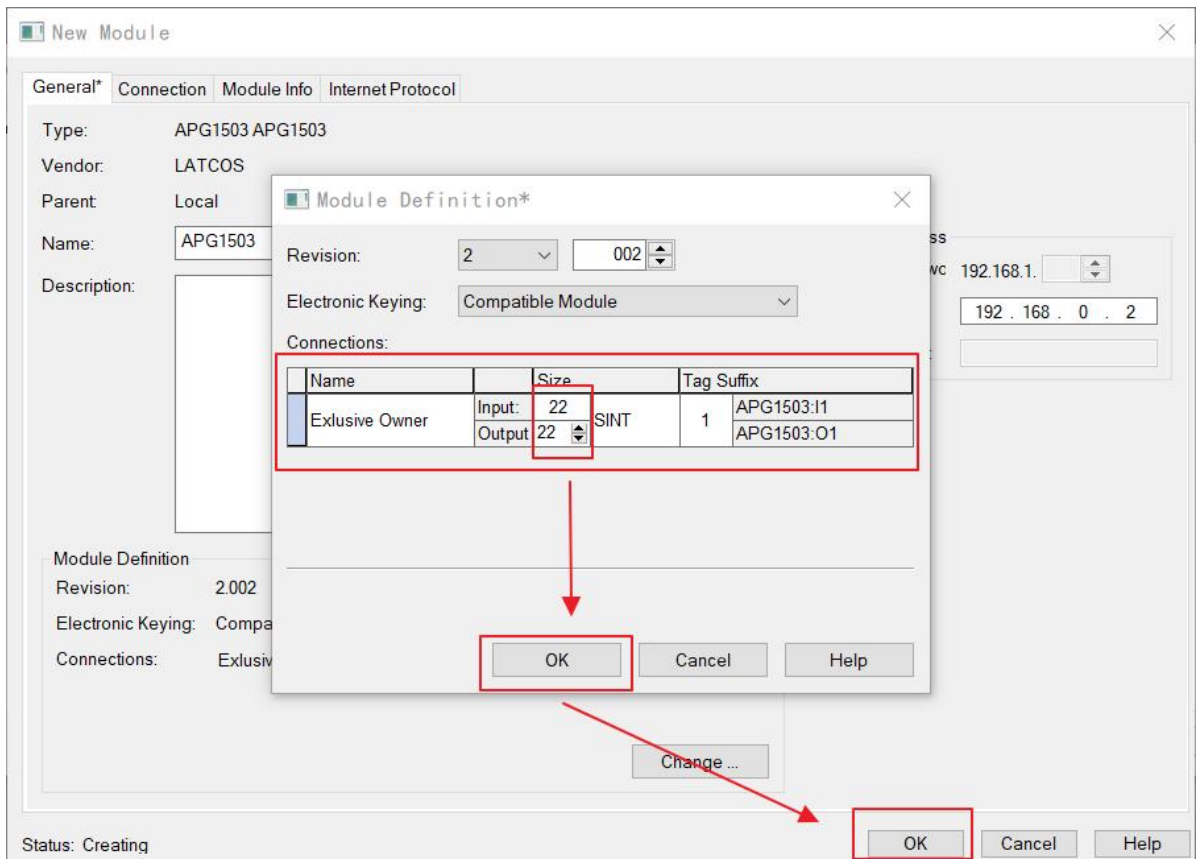 New Module
General* Connection Module Info Internet Protocol
Type: APG1503 APG1503
Vendor: LATCOS
Parent: Local
Name: APG1503
Description:
192.168.1.
192 . 168 . 0 . 2
Module Definition*
Revision: 2 002
Electronic Keying: Compatible Module
Connections:
Name Size Tag Suffix
Exlusive Owner Input: 22 SINT 1 APG1503:I1
Output 22 APG1503:O1
OK Cancel Help
Module Definition
Revision: 2.002
Electronic Keying: Compa
Connections: Exlusiv
Change ...
Status: Creating OK Cancel Help